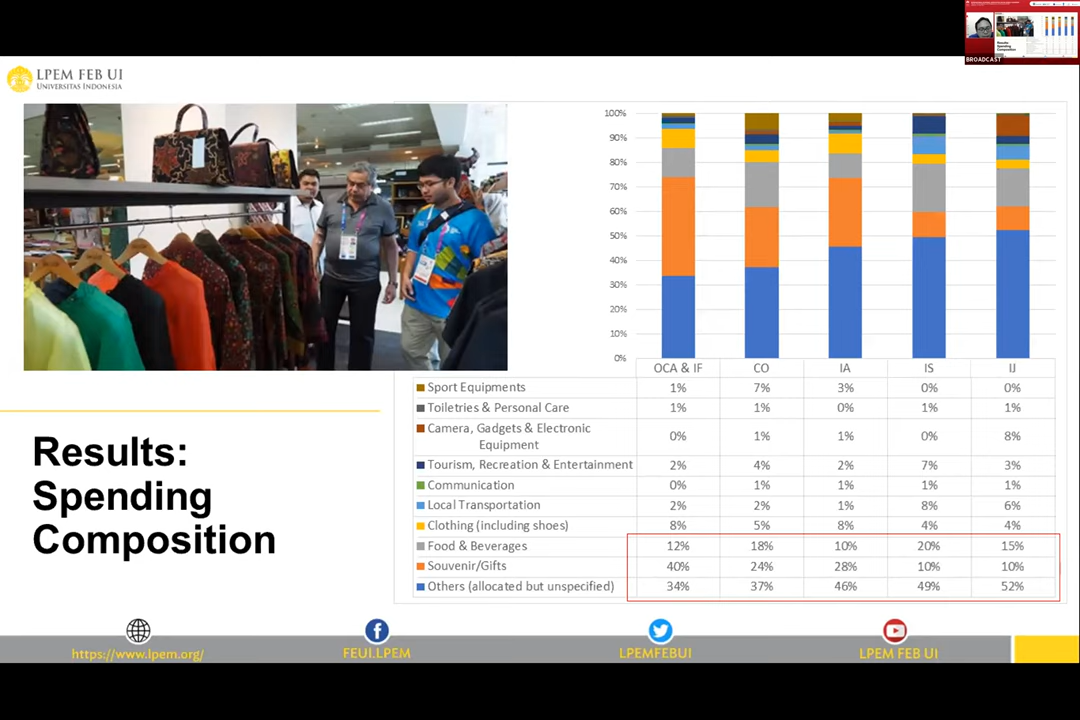 BROADCAST
LPEM FEB UI
UNIVERSITAS INDONESIA
Results:
Spending
Composition
100%
90%
80%
70%
60%
50%
40%
30%
20%
10%
0%
OCA & IF CO IA IS IJ
Sport Equipments 1% 7% 3% 0% 0%
Toiletries & Personal Care 1% 1% 0% 1% 1%
Camera, Gadgets & Electronic
Equipment 0% 1% 1% 0% 8%
Tourism, Recreation & Entertainment 2% 4% 2% 7% 3%
Communication 0% 1% 1% 1% 1%
Local Transportation 2% 2% 1% 8% 6%
Clothing (including shoes) 8% 5% 8% 4% 4%
Food & Beverages 12% 18% 10% 20% 15%
Souvenir/Gifts 40% 24% 28% 10% 10%
Others (allocated but unspecified) 34% 37% 46% 49% 52%
https://www.lpem.org/ FEUI.LPEM LPEMFEBUI LPEM FEB UI